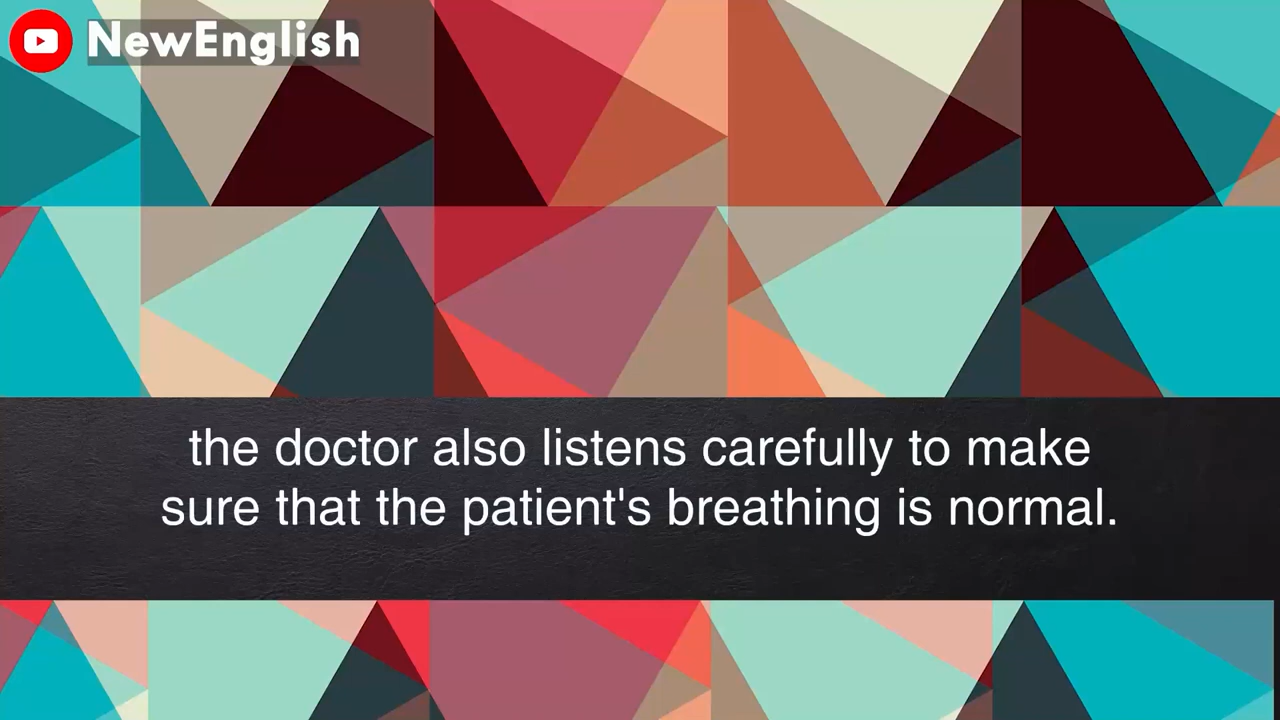 NewEnglish
the doctor also listens carefully to make
sure that the patient's breathing is normal.